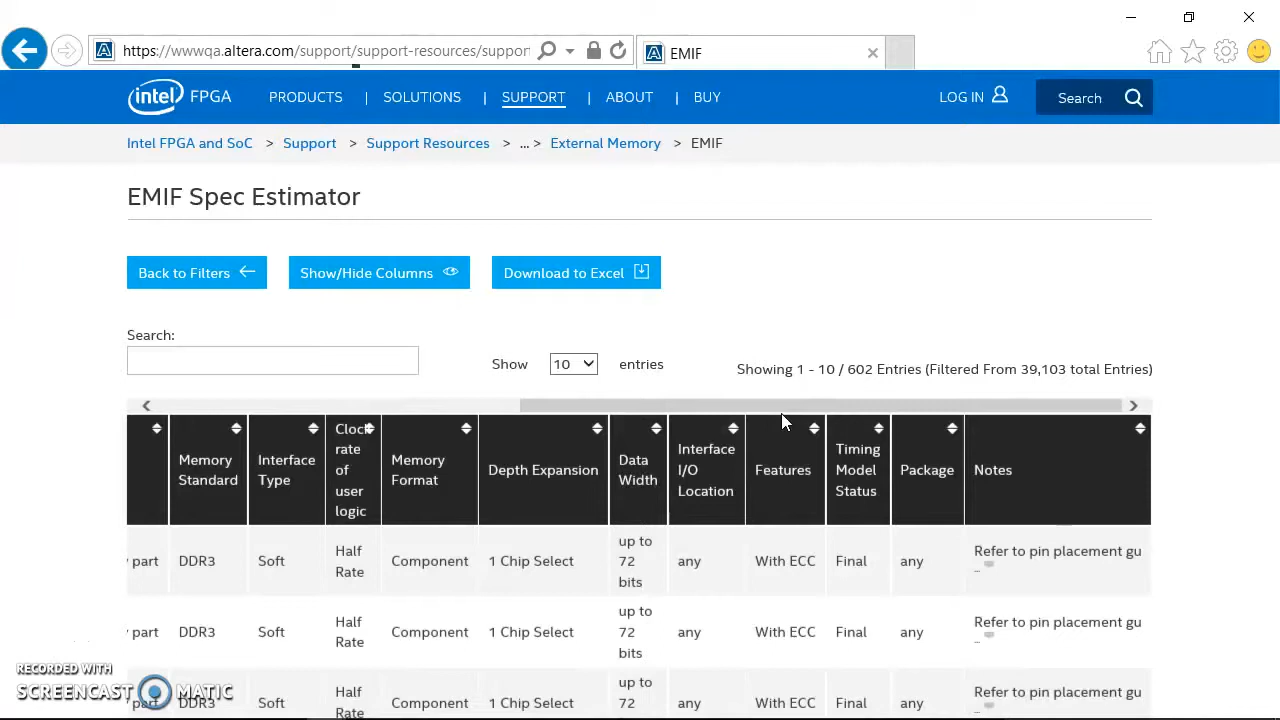 https://wwwqa.altera.com/support/support-resources/suppor
EMIF
intel FPGA PRODUCTS | SOLUTIONS | SUPPORT | ABOUT | BUY LOG IN Search
Intel FPGA and SoC > Support > Support Resources > ... > External Memory > EMIF
EMIF Spec Estimator
Back to Filters Show/Hide Columns Download to Excel
Search:
Show 10 entries Showing 1 - 10 / 602 Entries (Filtered From 39,103 total Entries)
Memory Standard
Interface Type
Clock rate of user logic
Memory Format
Depth Expansion
Data Width
Interface I/O Location
Features
Timing Model Status
Package
Notes
part DDR3 Soft Half Rate Component 1 Chip Select up to 72 bits any With ECC Final any Refer to pin placement gu ...
part DDR3 Soft Half Rate Component 1 Chip Select up to 72 bits any With ECC Final any Refer to pin placement gu ...
part DDR3 Soft Half Rate Component 1 Chip Select up to 72 any With ECC Final any Refer to pin placement gu ...
RECORDED WITH
SCREENCAST MATIC